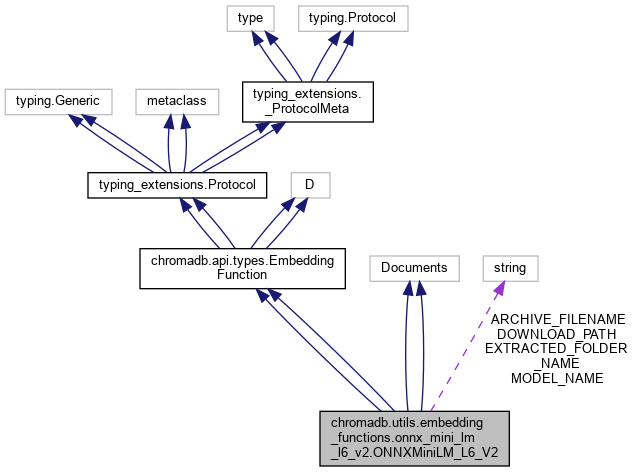 type
typing.Protocol
typing.Generic
metaclass
typing_extensions.
_ProtocolMeta
typing_extensions.Protocol
D
chromadb.api.types.Embedding
Function
Documents
string
ARCHIVE_FILENAME
DOWNLOAD_PATH
EXTRACTED_FOLDER
_NAME
MODEL_NAME
chromadb.utils.embedding
_functions.onnx_mini_lm
_l6_v2.ONNXMiniLM_L6_V2